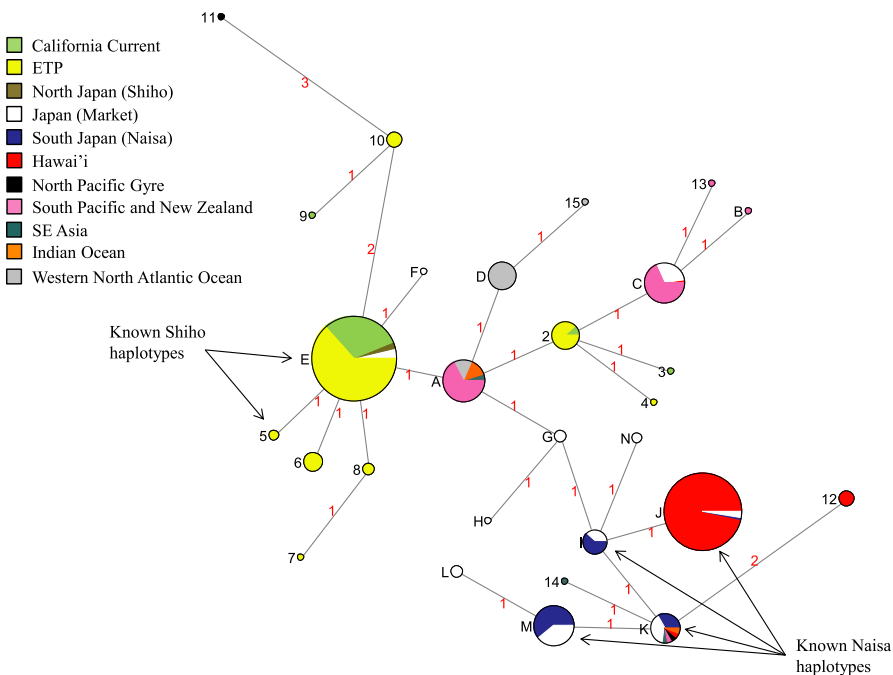 11
California Current
ETP
North Japan (Shiho)
Japan (Market)
South Japan (Naisa)
Hawai’i
North Pacific Gyre
South Pacific and New Zealand
SE Asia
Indian Ocean
Western North Atlantic Ocean
3
10
1
9
2
13
15
B
1
1
1
F
D
C
1
1
1
2
Known Shiho
haplotypes
E
1
A
1
1
3
1
4
1
1
1
1
5
6
8
1
G
N
H
1
1
1
7
1
I
J
1
12
2
L
14
1
1
1
M
1
K
Known Naisa
haplotypes